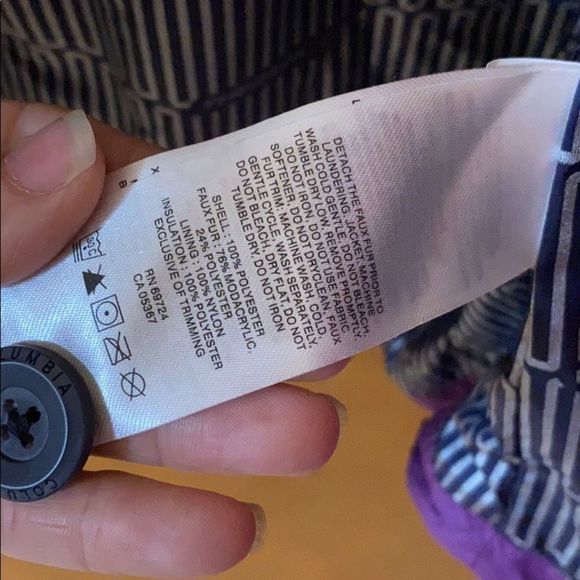 L
DETACH THE FAUX FUR PRIOR TO
LAUNDERING. JACKET: MACHINE
WASH COLD GENTLE. DO NOT BLEACH.
TUMBLE DRY LOW, REMOVE PROMPTLY.
DO NOT IRON. DO NOT USE FABRIC
SOFTENER. DO NOT DRYCLEAN. FAUX
FUR TRIM: MACHINE WASH COLD,
GENTLE CYCLE. WASH SEPARATELY.
DO NOT BLEACH. DRY FLAT. DO NOT
TUMBLE DRY. DO NOT IRON
SHELL: 100% POLYESTER
FAUX FUR: 76% MODACRYLIC,
24% POLYESTER
LINING: 100% NYLON
INSULATION: 100% POLYESTER
EXCLUSIVE OF TRIMMING
RN 69724
CA 05367
X
B
30°C
COLUMBIA
COLU